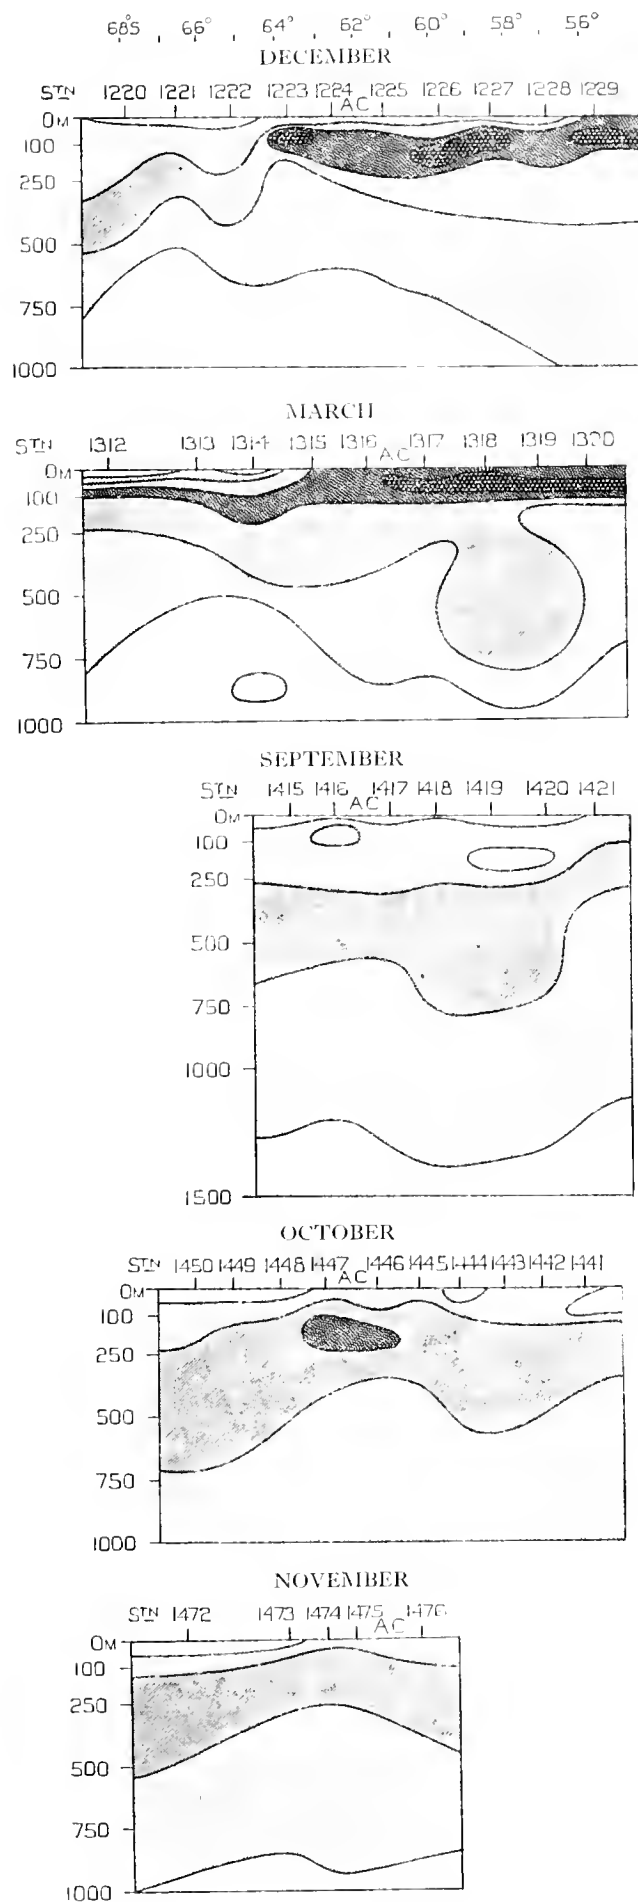 68S 66° 64° 62° 60° 58° 56°
DECEMBER
STN 1220 1221 1222 1223 1224 1225 1226 1227 1228 1229
AC
0M
100
250
500
750
1000
MARCH
STN 1312 1313 1314 1315 1316 1317 1318 1319 1320
AC
0M
100
250
500
750
1000
SEPTEMBER
STN 1415 1416 1417 1418 1419 1420 1421
AC
0M
100
250
500
750
1000
1500
OCTOBER
STN 1450 1449 1448 1447 1446 1445 1444 1443 1442 1441
AC
0M
100
250
500
750
1000
NOVEMBER
STN 1472 1473 1474 1475 1476
AC
0M
100
250
500
750
1000